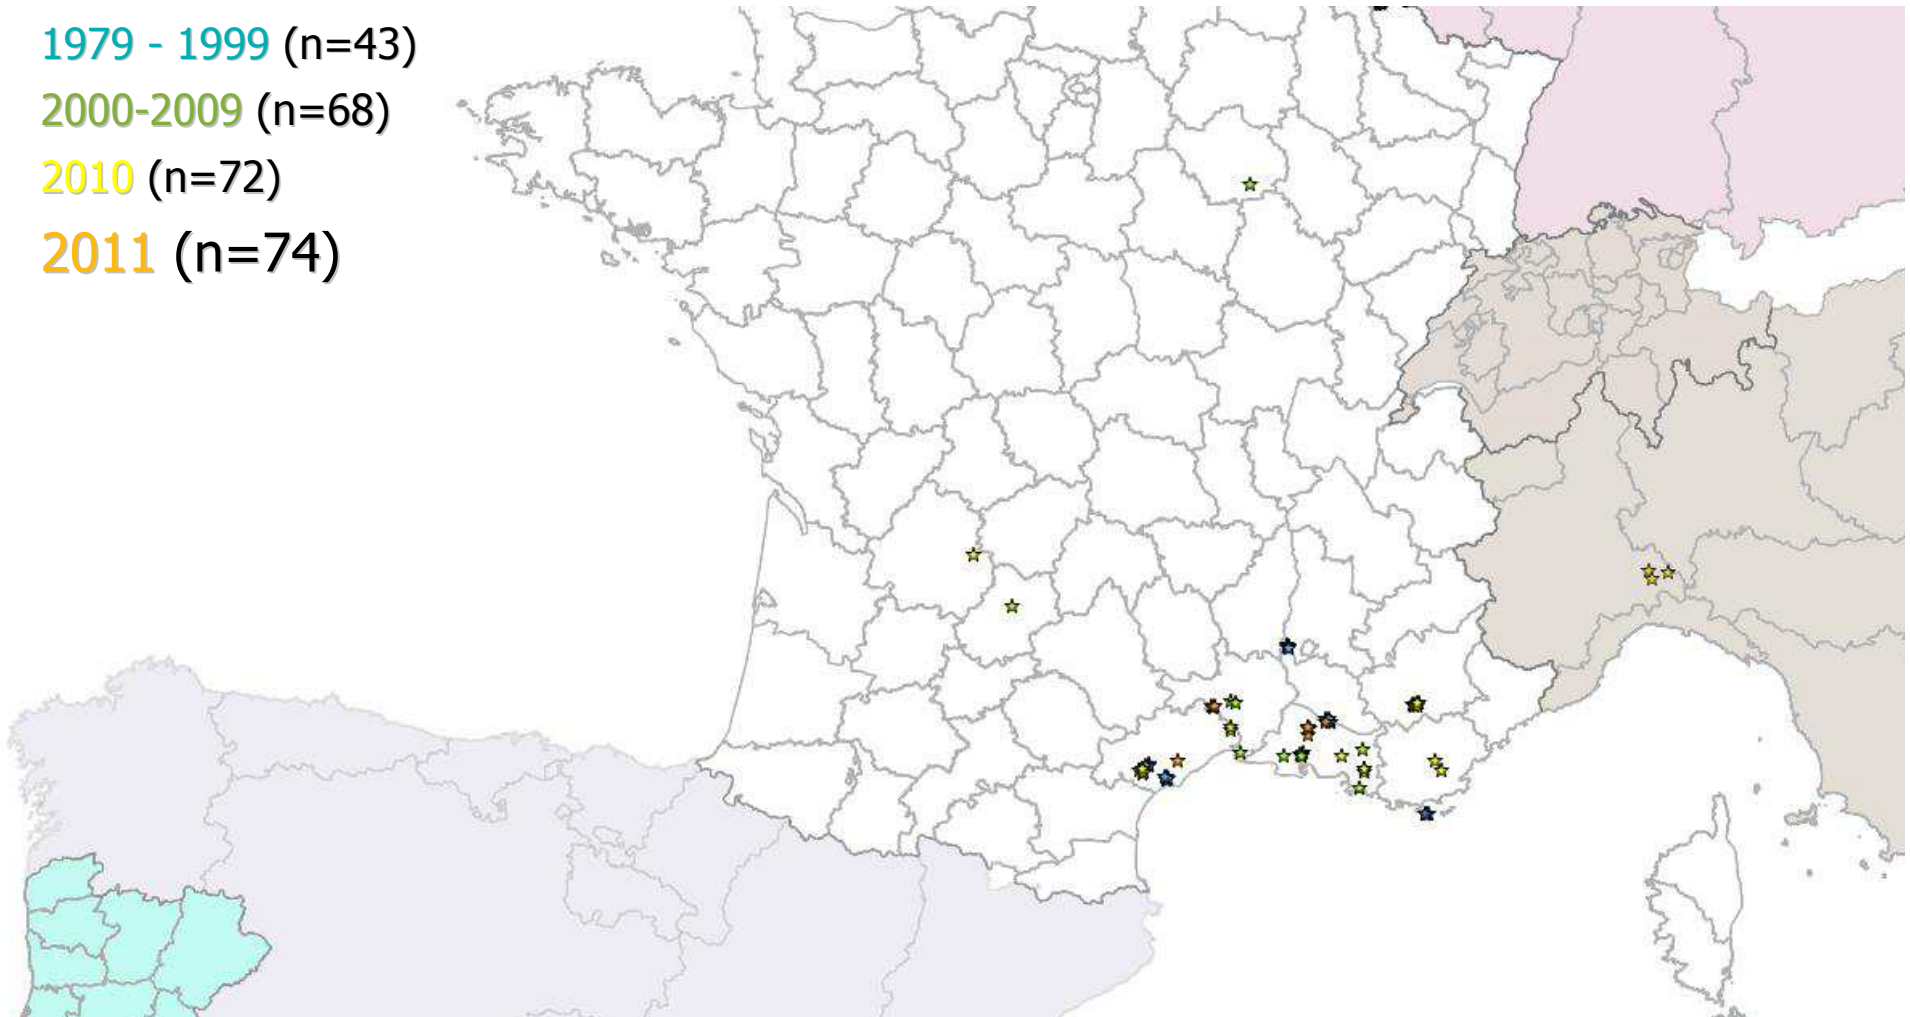 1979 - 1999 (n=43)
2000-2009 (n=68)
2010 (n=72)
2011 (n=74)